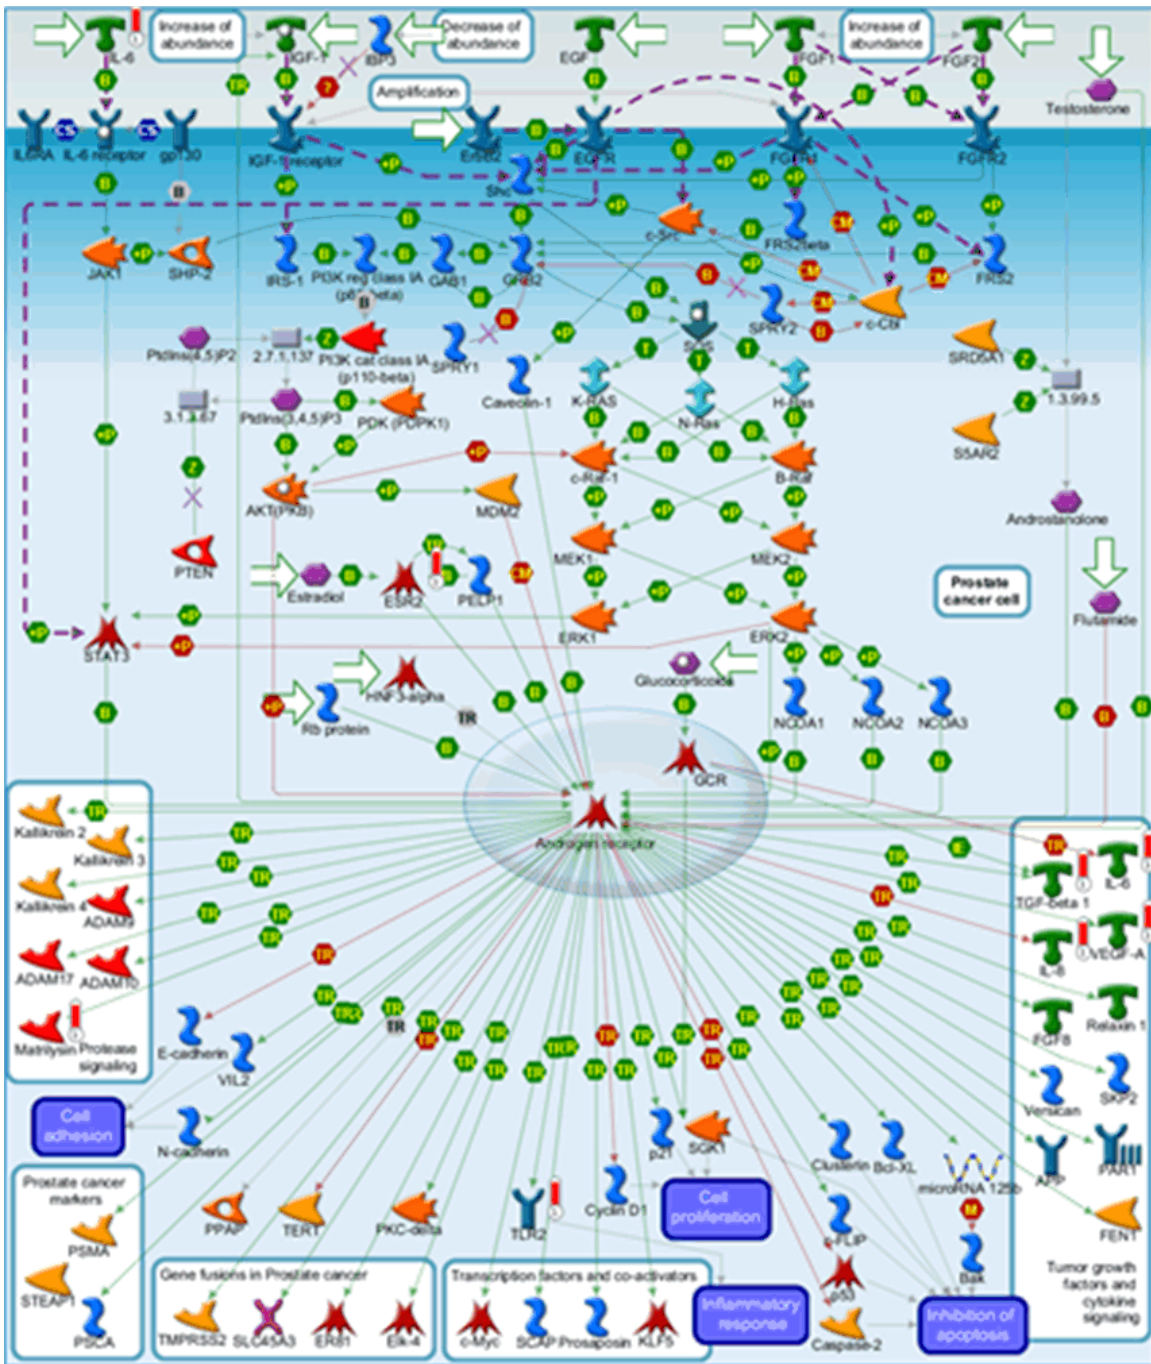 Increase of
abundance
Decrease of
abundance
Increase of
abundance
IL-6
IGF-1
IBP3
EGF
FGF1
FGF2
Amplification
Testosterone
IL6RA
IL-6 receptor
gp130
IGF-1 receptor
ErbB2
EGFR
FGFR1
FGFR2
Shc
c-Src
FRS2beta
JAK1
SHP-2
IRS-1
PI3K reg class IA
GAB1
GRB2
FRS2
SPRY2
c-Cbl
PtdIns(4,5)P2
2.7.1.137
PI3K cat class IA
(p110-beta)
SPRY1
SOS
SRD5A1
Caveolin-1
K-RAS
N-Ras
H-Ras
1.3.99.5
PtdIns(3,4,5)P3
PDK (PDPK1)
S5AR2
c-Raf-1
B-Raf
AKT(PKB)
MDM2
Androstanolone
PTEN
MEK1
MEK2
Estradiol
ESR2
PELP1
Prostate
cancer cell
Flutamide
STAT3
ERK1
ERK2
HNF3-alpha
Glucocorticoids
Rb protein
NCOA1
NCOA2
NCOA3
GCR
Androgen receptor
Kallikrein 2
Kallikrein 3
Kallikrein 4
ADAM9
ADAM17
ADAM10
Matrilysin
Protease
signaling
TGF-beta 1
IL-6
IL-8
VEGF-A
FGF8
Relaxin 1
Versican
SKP2
APP
PAR1
FEN1
Tumor growth
factors and
cytokine
signaling
E-cadherin
VIL2
Cell
adhesion
N-cadherin
p21
SGK1
Clusterin
Bcl-XL
microRNA 125b
Prostate cancer
markers
PSMA
STEAP1
PSCA
PPAP
TERT
PKC-delta
TLR2
Cyclin D1
Cell
proliferation
c-FLIP
Bak
p53
Gene fusions in Prostate cancer
TMPRSS2
SLC45A3
Elk-4
Transcription factors and co-activators
c-Myc
SCAP
Prosaposin
KLF5
Inflammatory
response
Caspase-2
Inhibition of
apoptosis